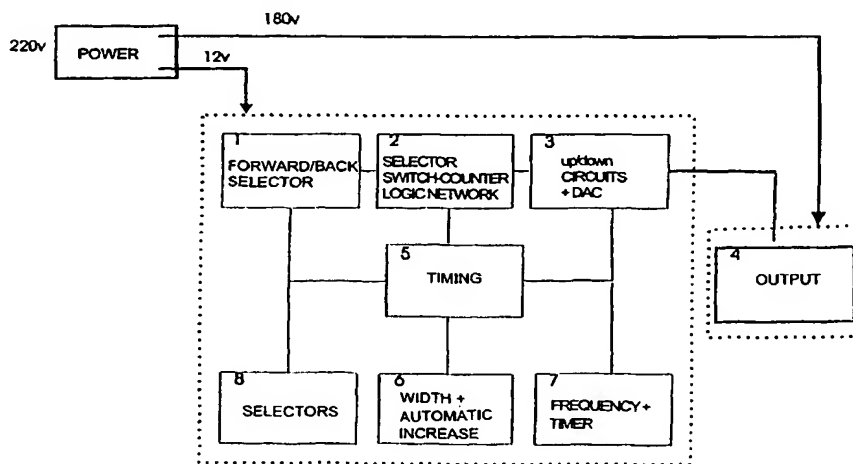 180v
220v
POWER
12v
1
FORWARD/BACK
SELECTOR
2
SELECTOR
SWITCH-COUNTER
LOGIC NETWORK
3
up/down
CIRCUITS
+ DAC
4
OUTPUT
5
TIMING
8
SELECTORS
6
WIDTH +
AUTOMATIC
INCREASE
7
FREQUENCY +
TIMER